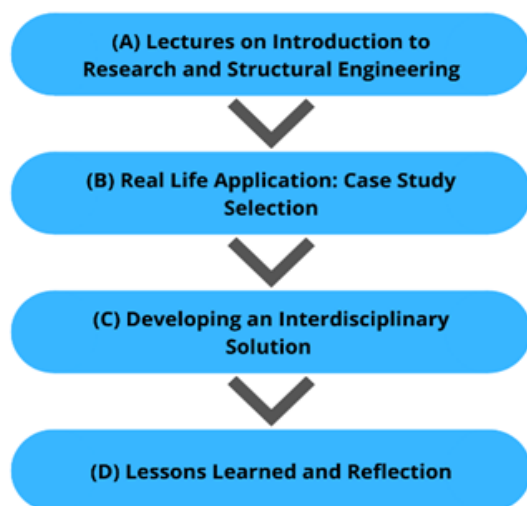 (A) Lectures on Introduction to
Research and Structural Engineering
(B) Real Life Application: Case Study
Selection
(C) Developing an Interdisciplinary
Solution
(D) Lessons Learned and Reflection